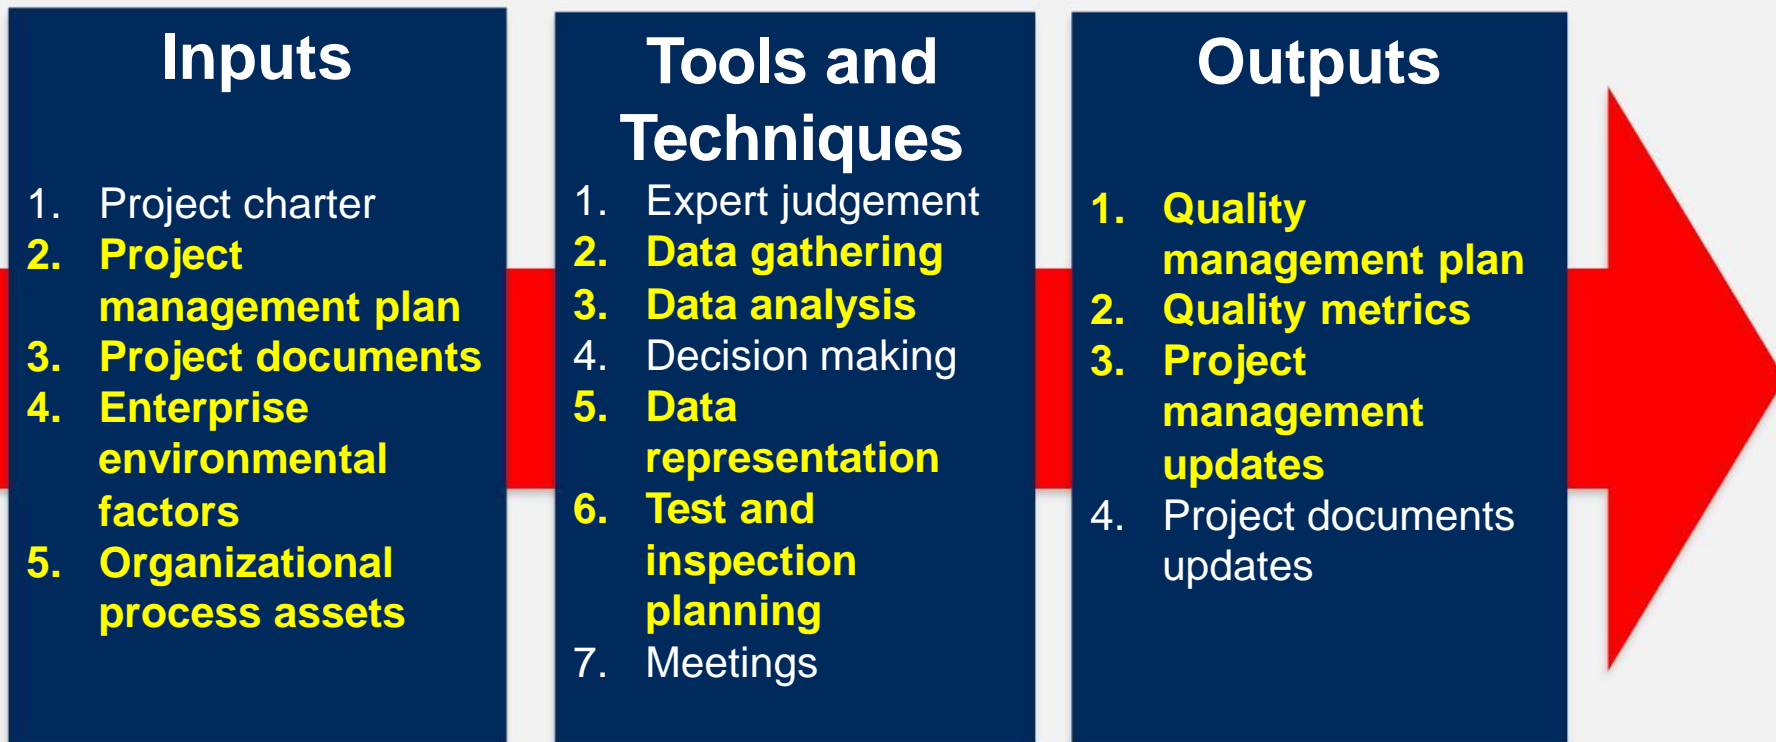 Inputs
1. Project charter
2. Project
management plan
3. Project documents
4. Enterprise
environmental
factors
5. Organizational
process assets
Tools and
Techniques
1. Expert judgement
2. Data gathering
3. Data analysis
4. Decision making
5. Data
representation
6. Test and
inspection
planning
7. Meetings
Outputs
1. Quality
management plan
2. Quality metrics
3. Project
management
updates
4. Project documents
updates